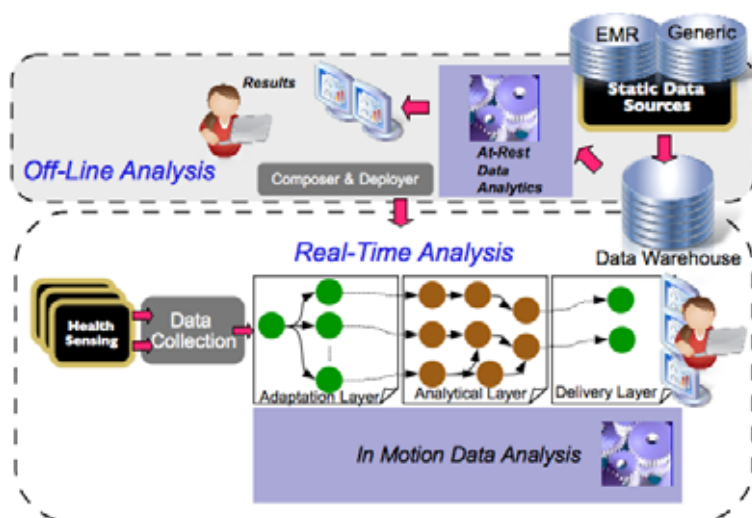 EMR
Generic
Static Data
Sources
Results
At-Rest
Data
Analytics
Off-Line Analysis
Composer & Deployer
Real-Time Analysis
Data Warehouse
Health
Sensing
Data
Collection
Adaptation Layer
Analytical Layer
Delivery Layer
In Motion Data Analysis